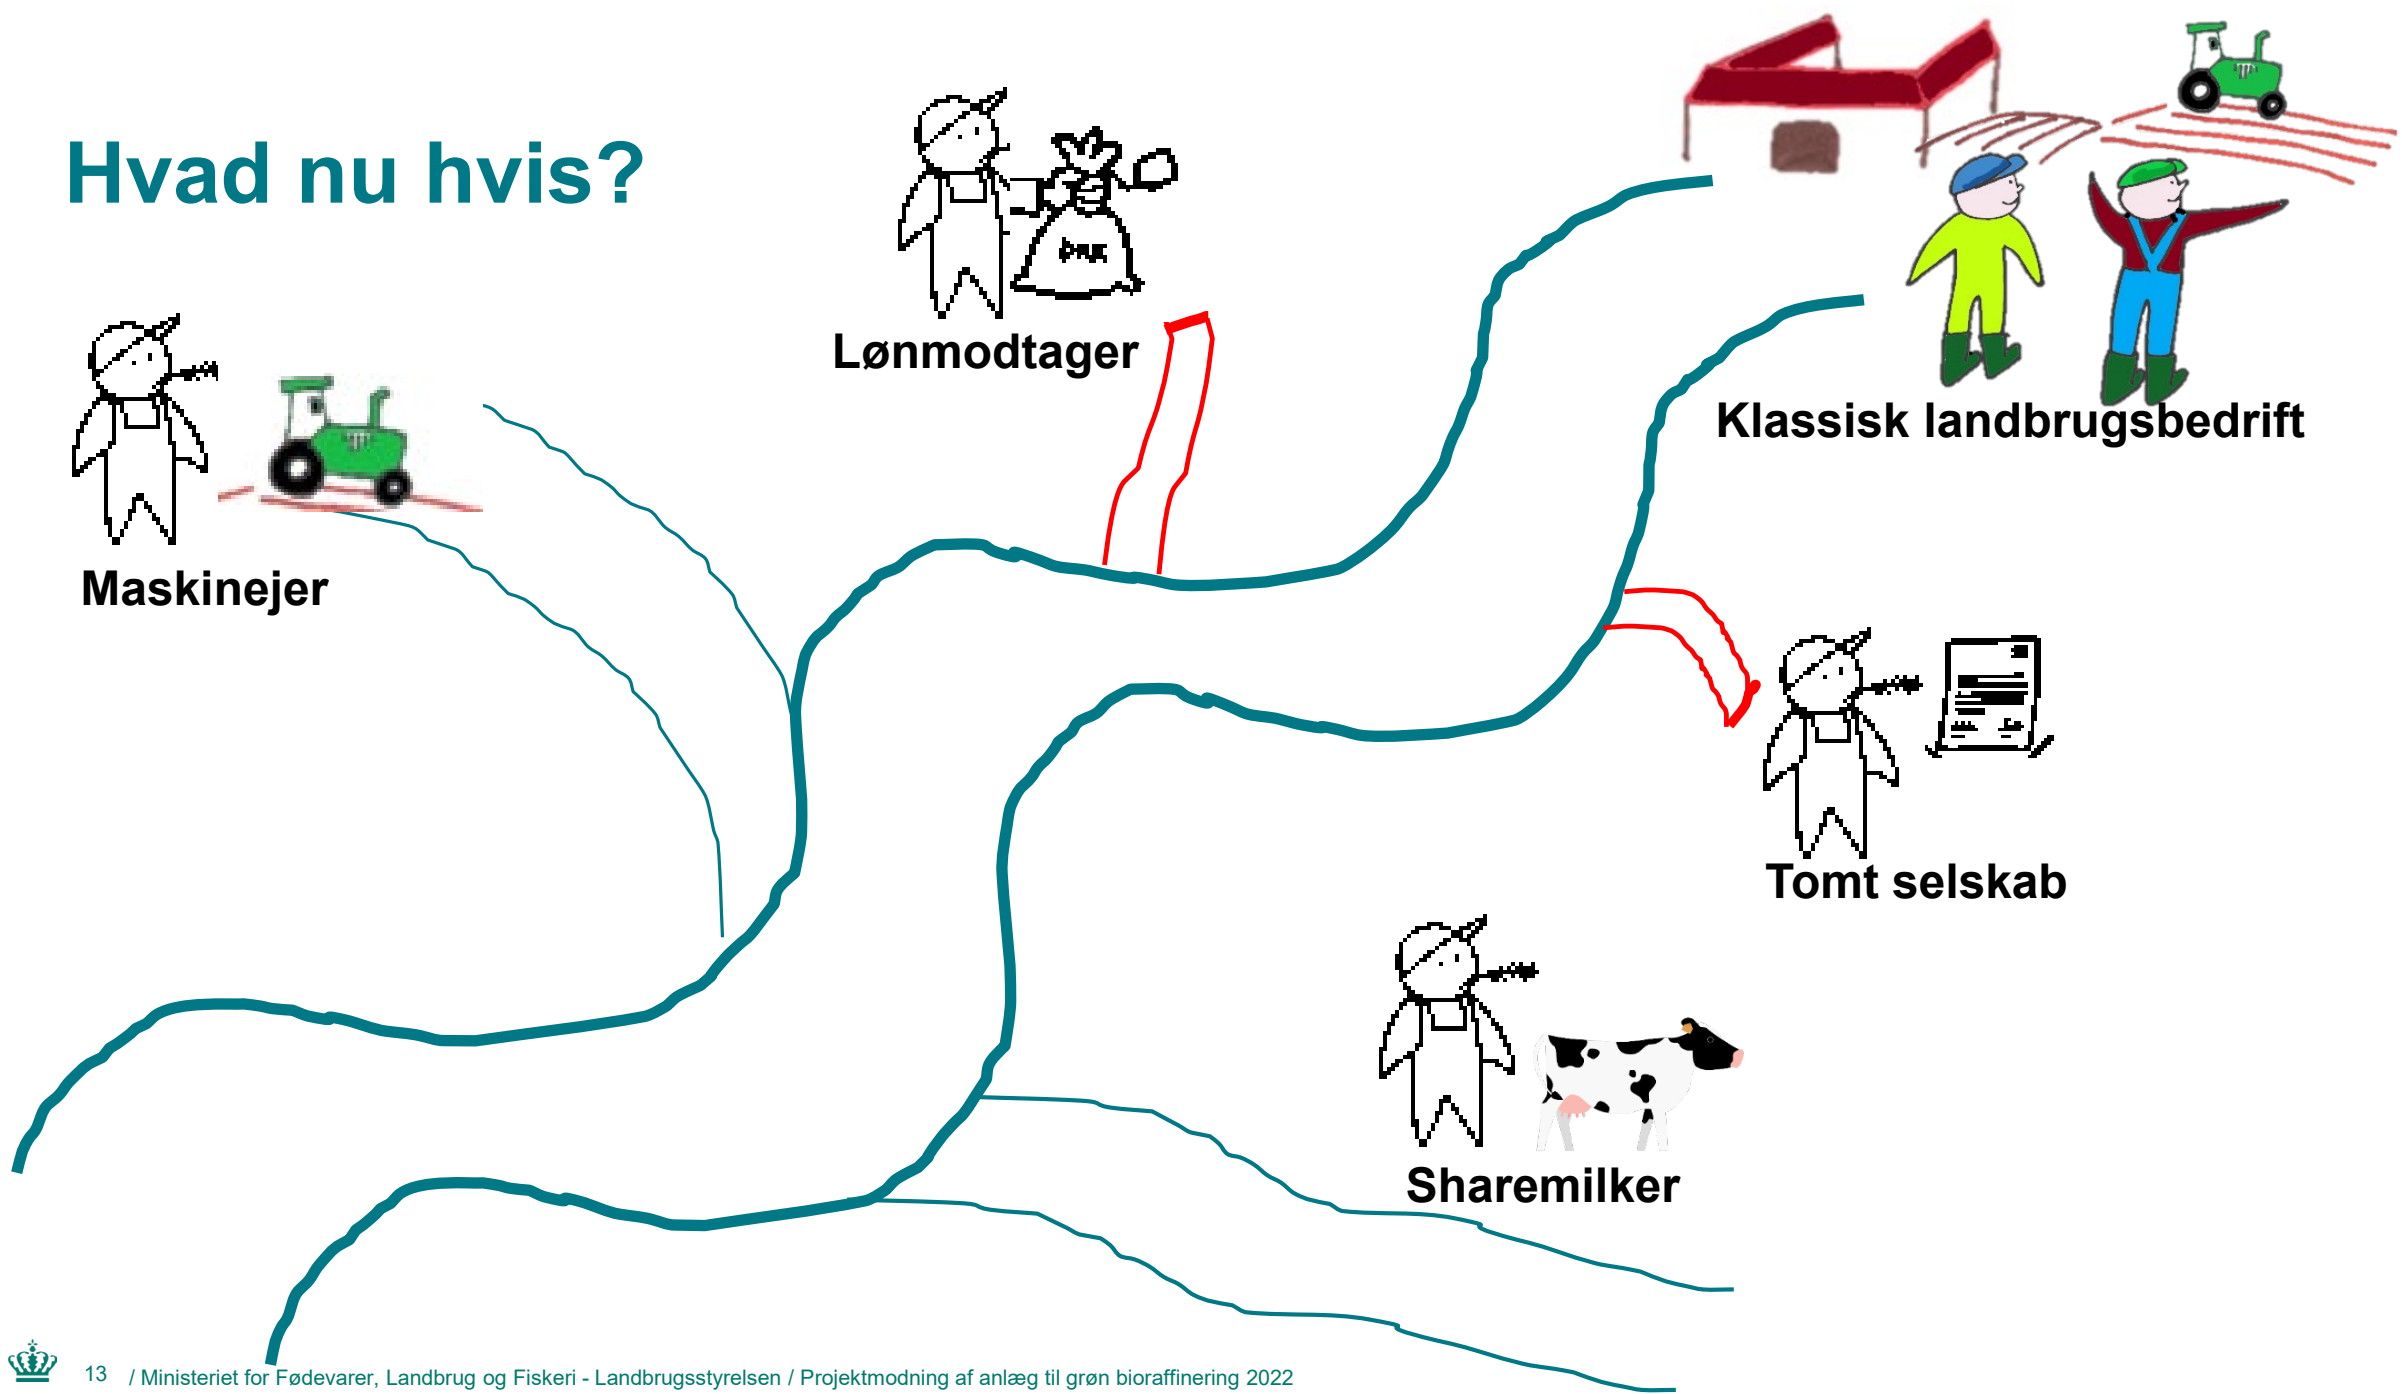 Hvad nu hvis?
Lønmodtager
Klassisk landbrugsbedrift
Maskinejer
Tomt selskab
Sharemilker
13 / Ministeriet for Fødevarer, Landbrug og Fiskeri - Landbrugsstyrelsen / Projektmodning af anlæg til grøn bioraffinering 2022